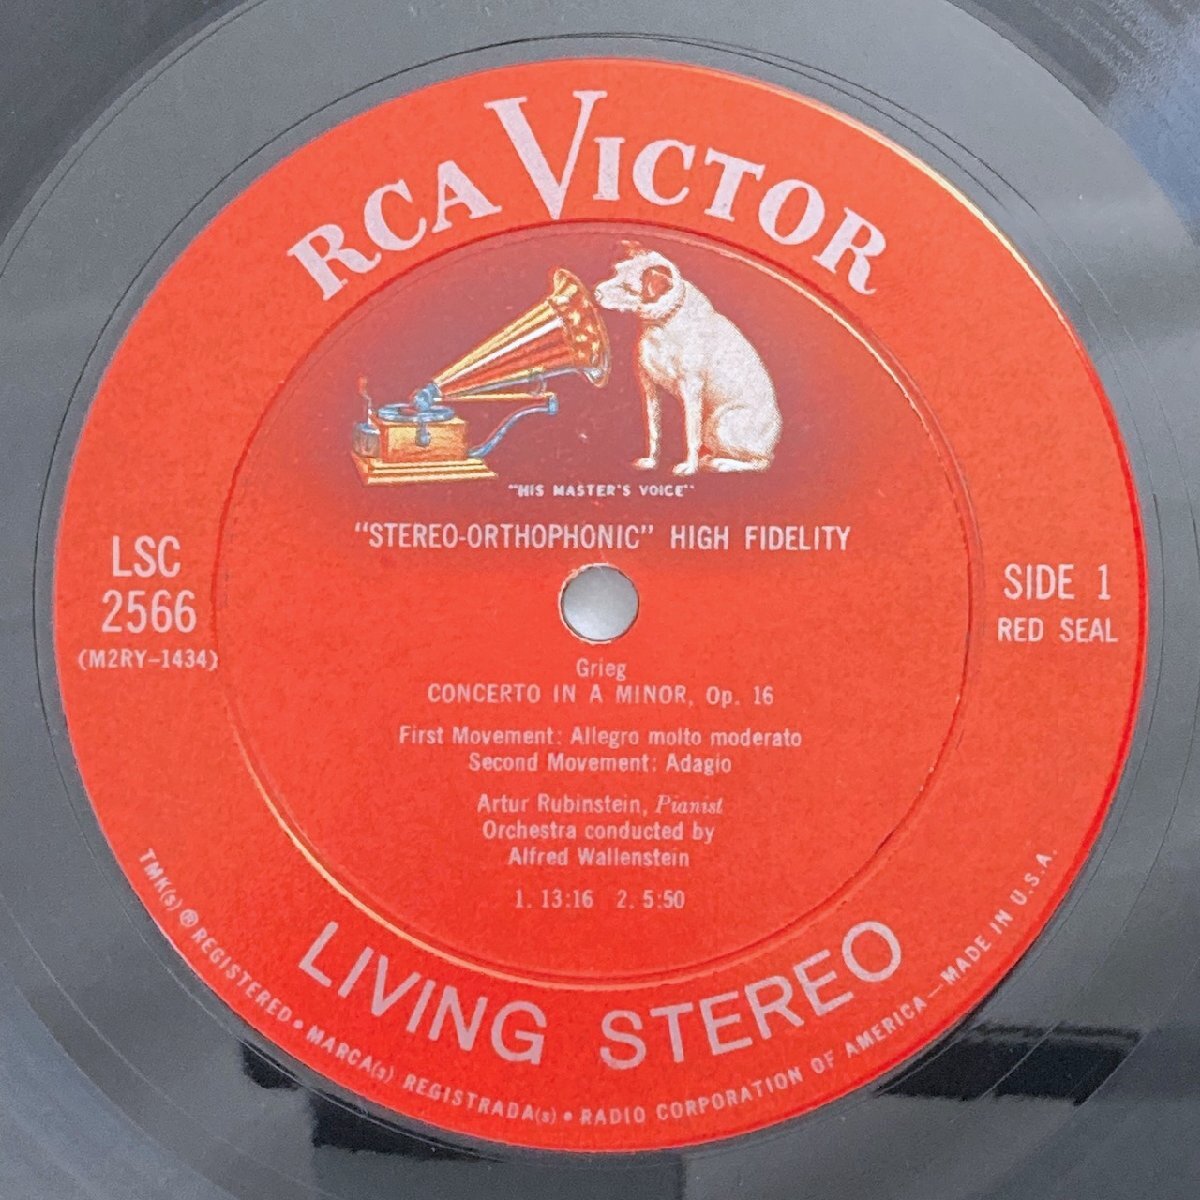 RCA VICTOR
"HIS MASTER'S VOICE"
"STEREO-ORTHOPHONIC" HIGH FIDELITY
LSC
2566
(M2RY-1434)
SIDE 1
RED SEAL
Grieg
CONCERTO IN A MINOR, Op. 16
First Movement: Allegro molto moderato
Second Movement: Adagio
Artur Rubinstein, Pianist
Orchestra conducted by
Alfred Wallenstein
1. 13:16 2. 5:50
LIVING STEREO
TMK(s) ® REGISTERED • MARCA(s) REGISTRADA(s) • RADIO CORPORATION OF AMERICA—MADE IN U.S.A.